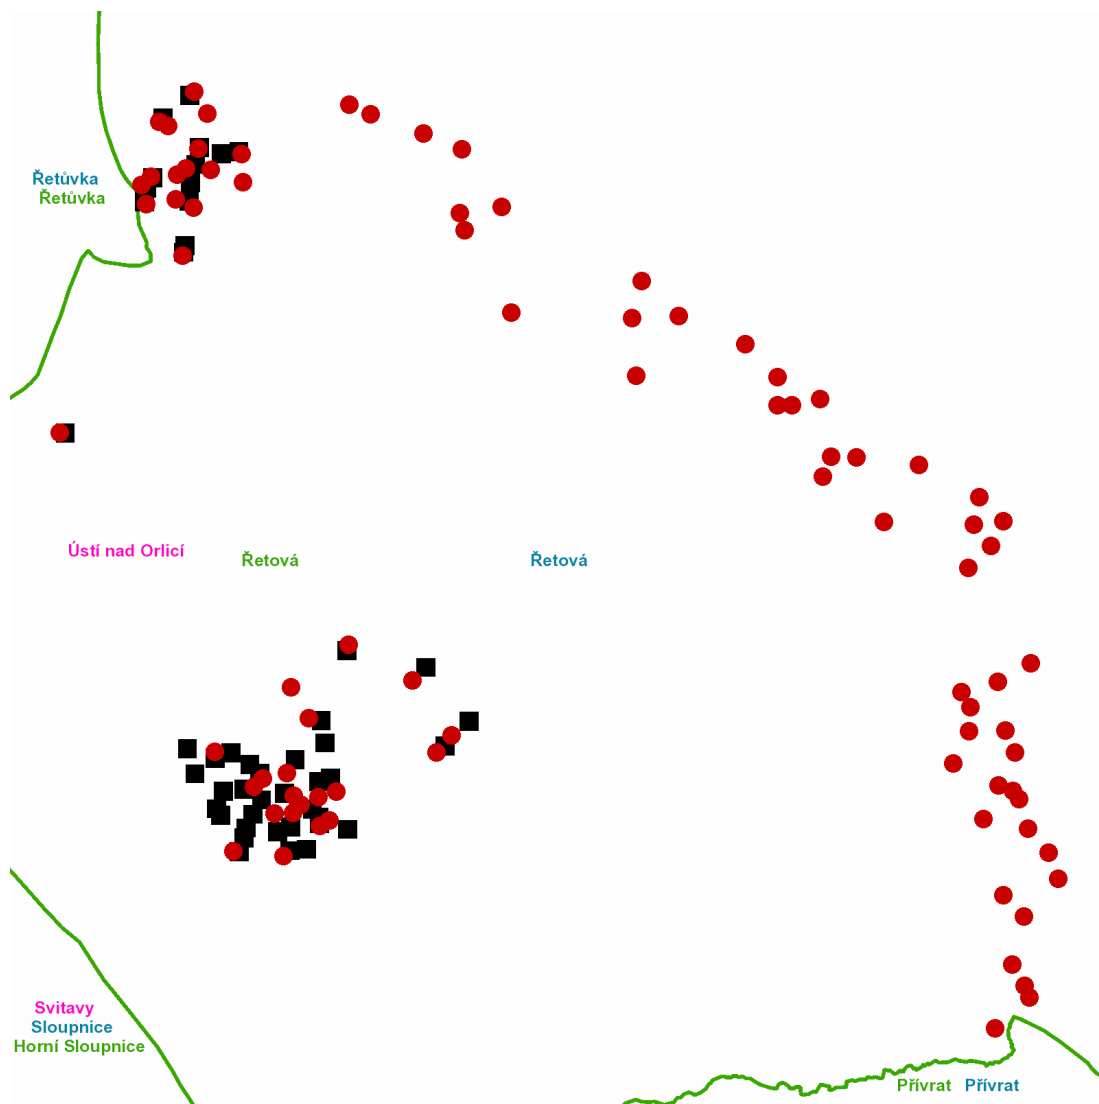 Řetůvka
Řetůvka
Ústí nad Orlicí
Řetová
Řetová
Svitavy
Sloupnice
Horní Sloupnice
Přívrat
Přívrat